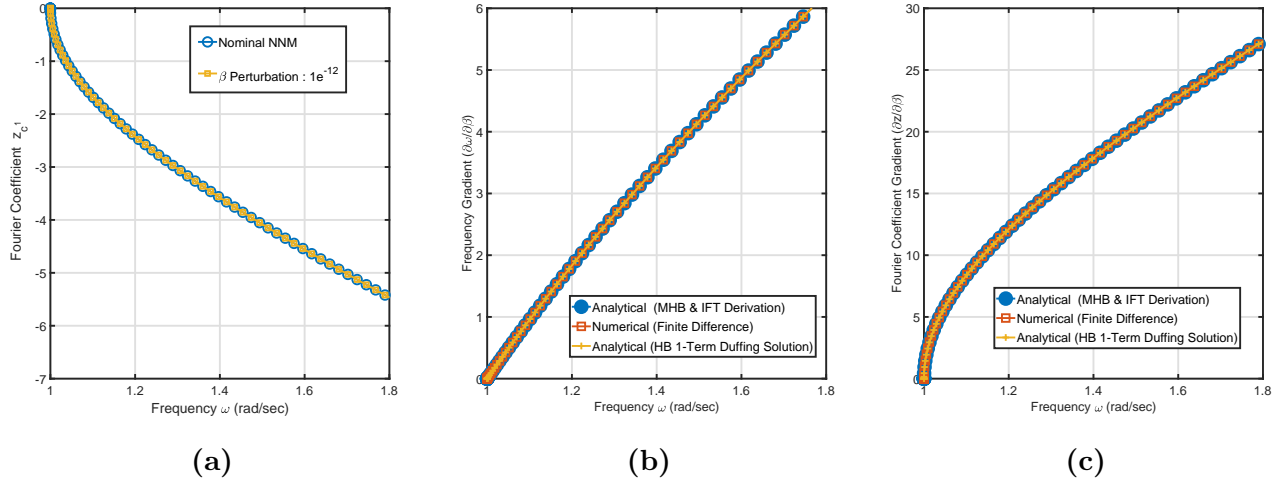 0
-1
-2
-3
-4
-5
-6
-7
Fourier Coefficient z_c1
Nominal NNM
β Perturbation : 1e^-12
1
1.2
1.4
1.6
1.8
Frequency ω (rad/sec)
(a)
6
5
4
3
2
1
0
Frequency Gradient (∂ω/∂β)
Analytical (MHB & IFT Derivation)
Numerical (Finite Difference)
Analytical (HB 1-Term Duffing Solution)
1
1.2
1.4
1.6
1.8
Frequency ω (rad/sec)
(b)
30
25
20
15
10
5
0
Fourier Coefficient Gradient (∂z/∂β)
Analytical (MHB & IFT Derivation)
Numerical (Finite Difference)
Analytical (HB 1-Term Duffing Solution)
1
1.2
1.4
1.6
1.8
Frequency ω (rad/sec)
(c)